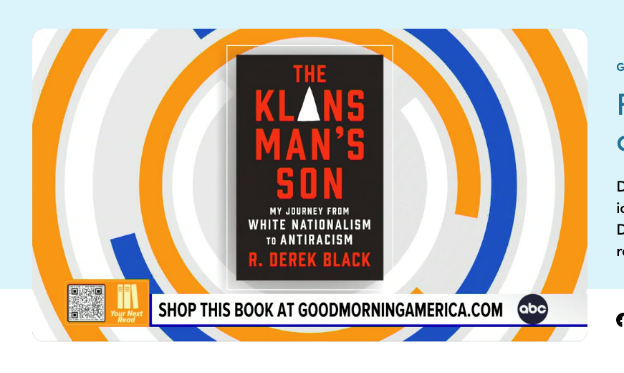 THE
KLANS
MAN'S
SON
MY JOURNEY FROM
WHITE NATIONALISM
TO ANTIRACISM
R. DEREK BLACK
Your Next
Read
SHOP THIS BOOK AT GOODMORNINGAMERICA.COM
abc